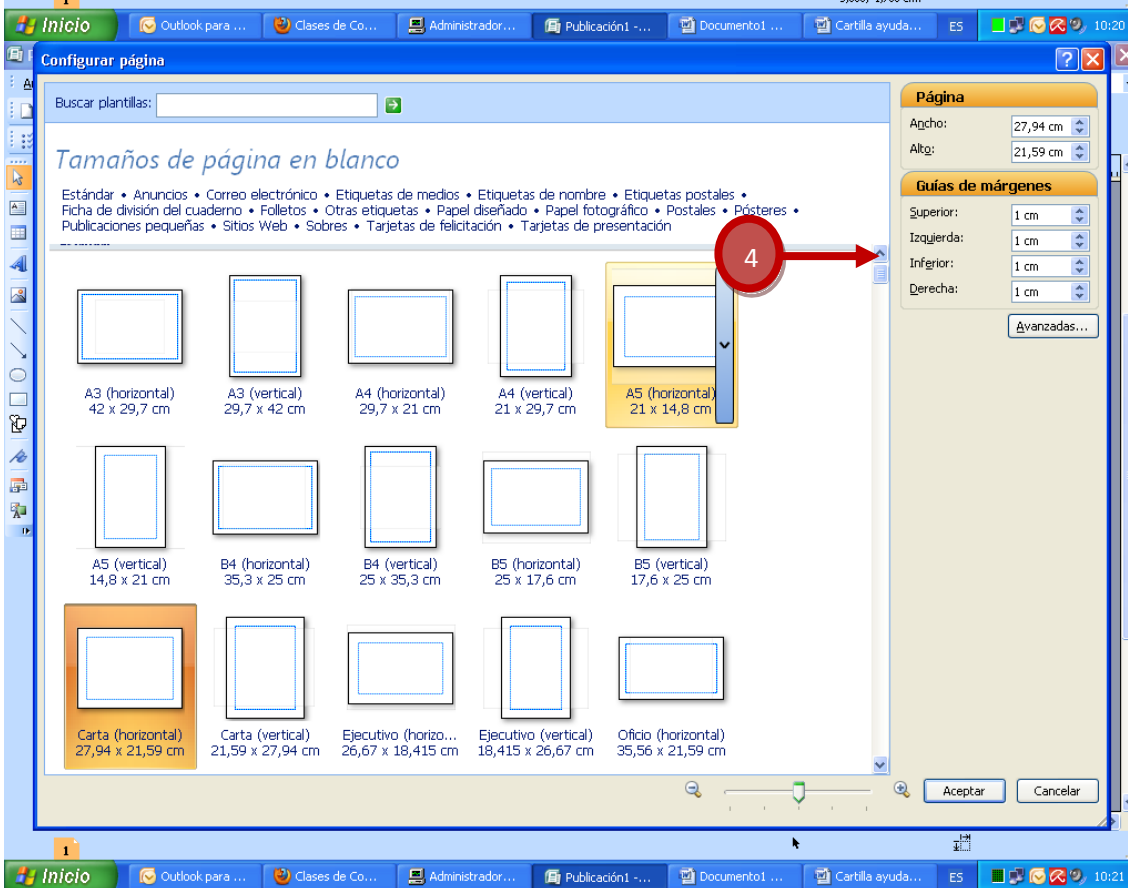 1
5,000; 1,700 cm.
Inicio Outlook para ... Clases de Co... Administrador... Publicación1 -... Documento1 ... Cartilla ayuda... ES 10:20
Configurar página
Buscar plantillas:
Tamaños de página en blanco
Estándar • Anuncios • Correo electrónico • Etiquetas de medios • Etiquetas de nombre • Etiquetas postales •
Ficha de división del cuaderno • Folletos • Otras etiquetas • Papel diseñado • Papel fotográfico • Postales • Pósteres •
Publicaciones pequeñas • Sitios Web • Sobres • Tarjetas de felicitación • Tarjetas de presentación
4
A3 (horizontal) A3 (vertical) A4 (horizontal) A4 (vertical) A5 (horizontal)
42 x 29,7 cm 29,7 x 42 cm 29,7 x 21 cm 21 x 29,7 cm 21 x 14,8 cm
A5 (vertical) B4 (horizontal) B4 (vertical) B5 (horizontal) B5 (vertical)
14,8 x 21 cm 35,3 x 25 cm 25 x 35,3 cm 25 x 17,6 cm 17,6 x 25 cm
Carta (horizontal) Carta (vertical) Ejecutivo (horizo... Ejecutivo (vertical) Oficio (horizontal)
27,94 x 21,59 cm 21,59 x 27,94 cm 26,67 x 18,415 cm 18,415 x 26,67 cm 35,56 x 21,59 cm
Página
Ancho: 27,94 cm
Alto: 21,59 cm
Guías de márgenes
Superior: 1 cm
Izquierda: 1 cm
Inferior: 1 cm
Derecha: 1 cm
Avanzadas...
Aceptar Cancelar
1
Inicio Outlook para ... Clases de Co... Administrador... Publicación1 -... Documento1 ... Cartilla ayuda... ES 10:21